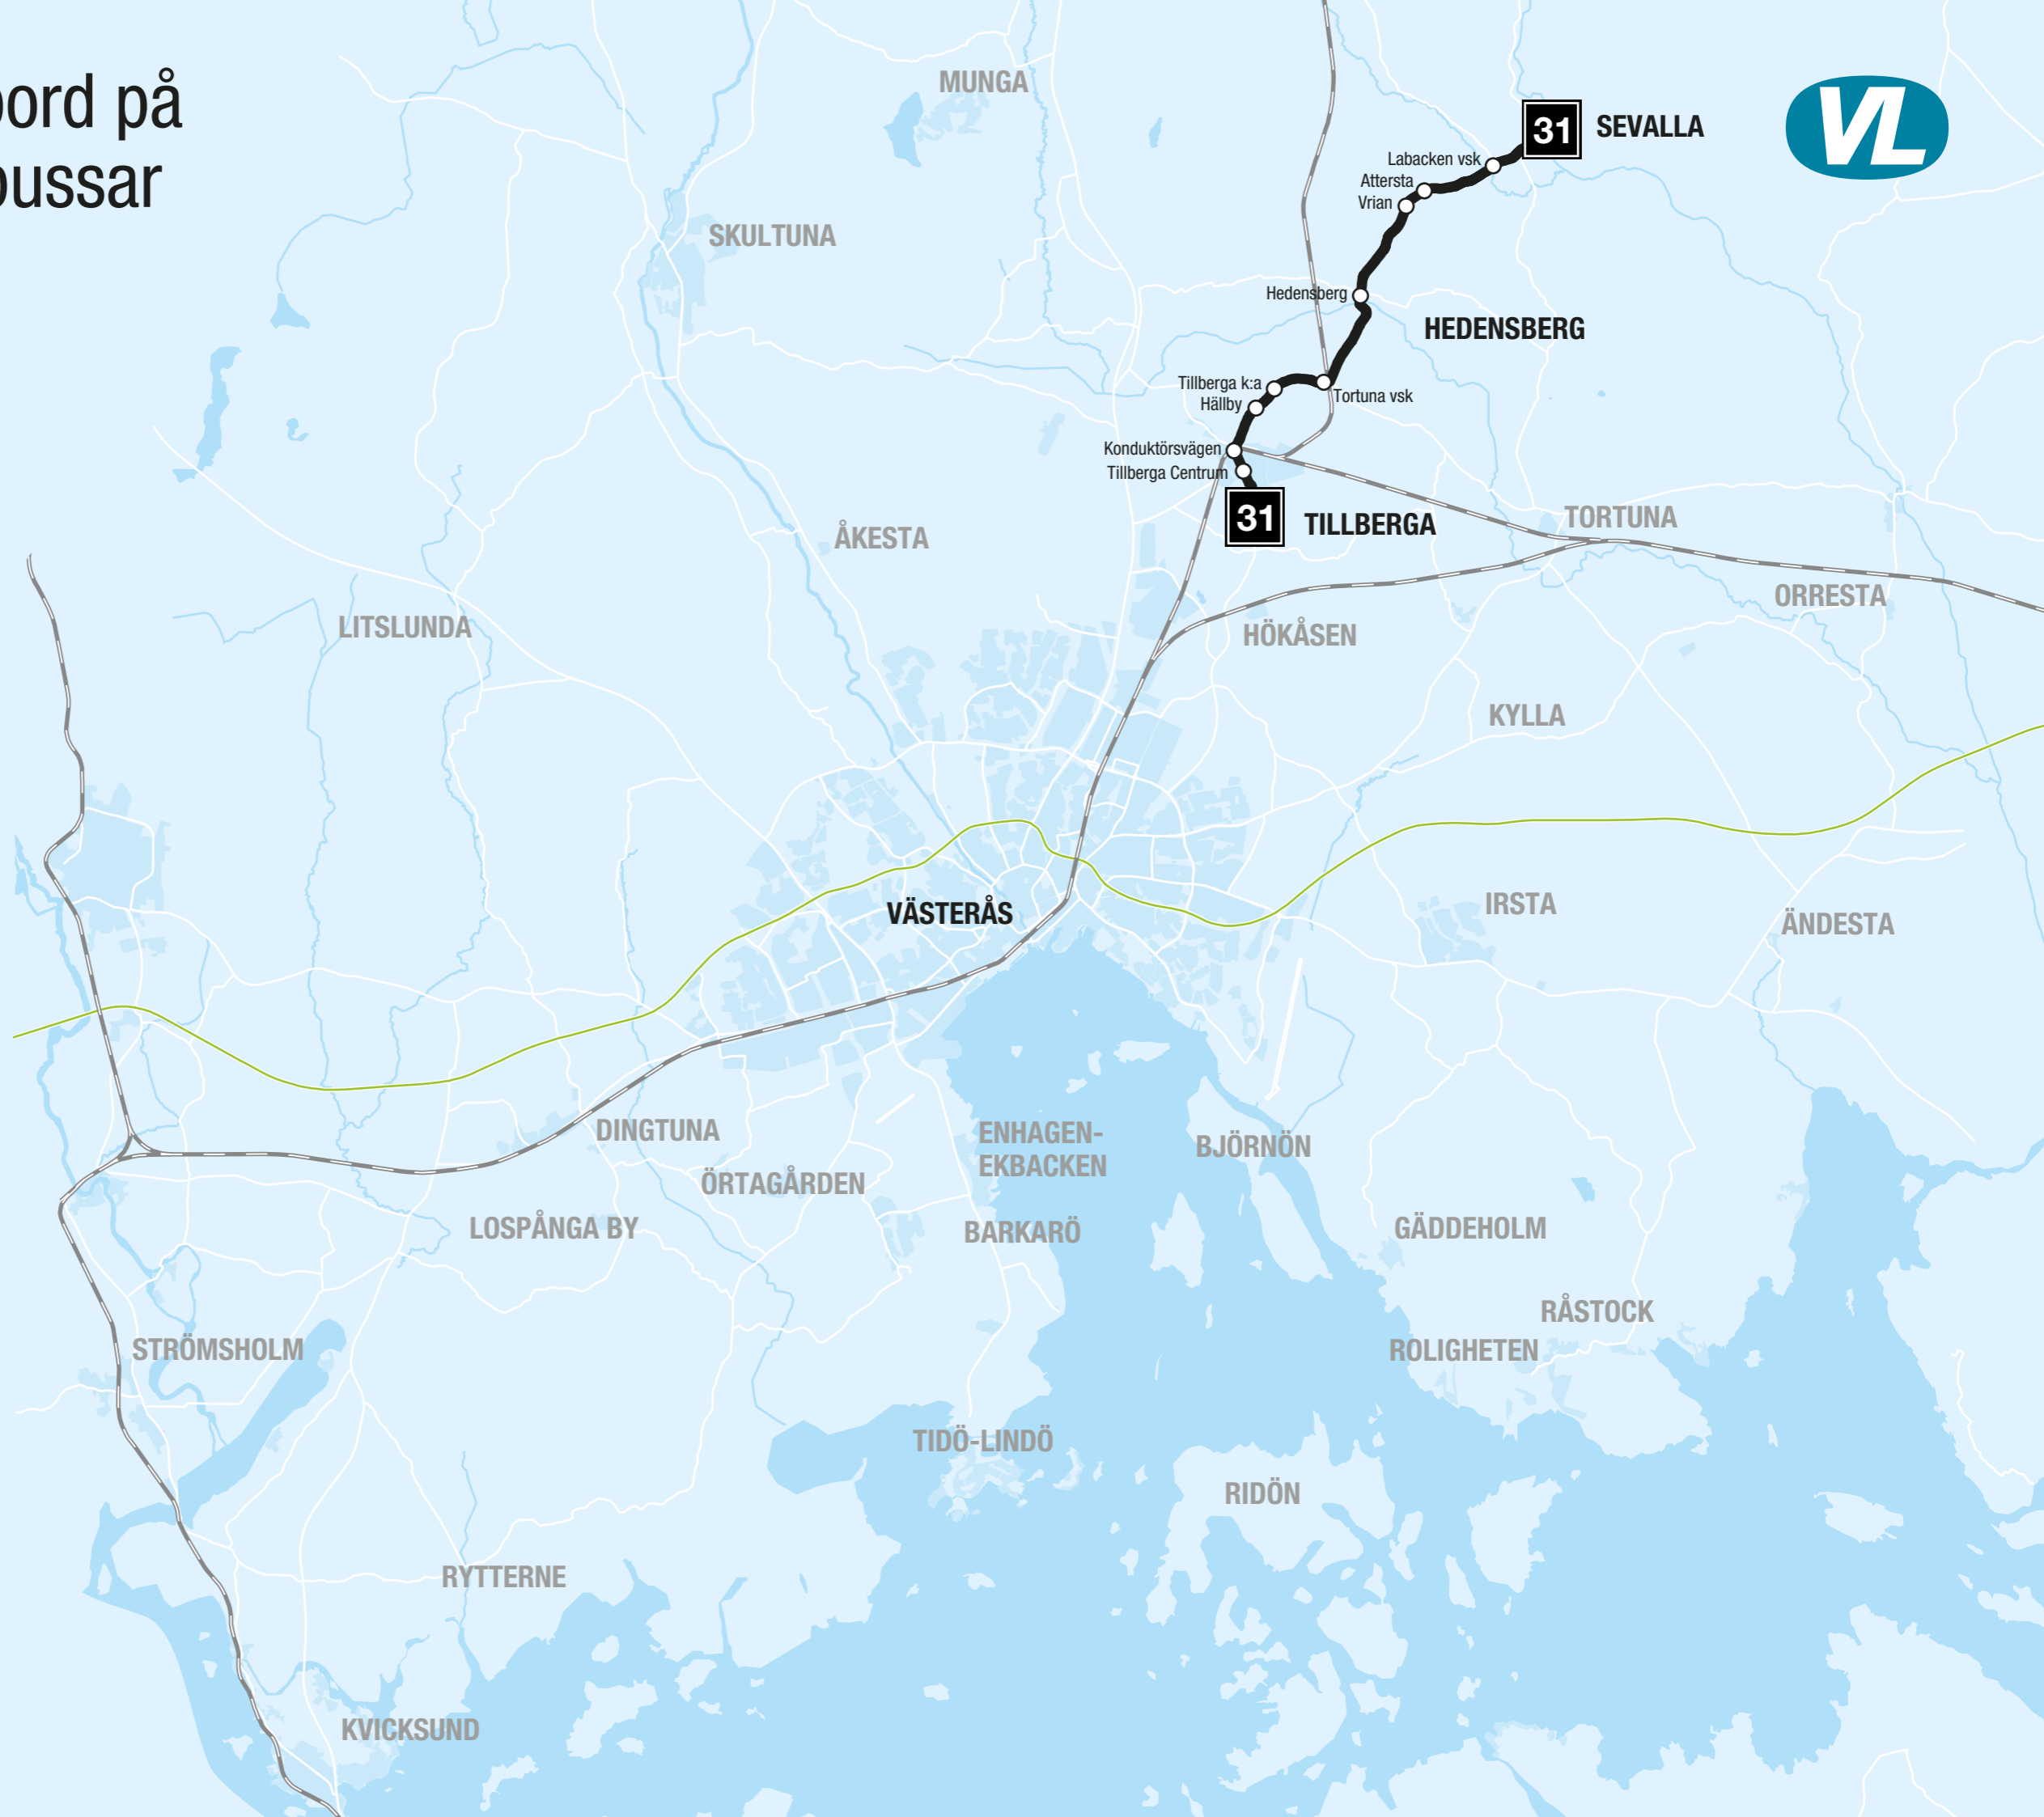 bord på
bussar
VL
MUNGA
31 SEVALLA
Labacken vsk
Attersta
Vrian
SKULTUNA
Hedensberg
HEDENSBERG
Tillberga k:a
Tortuna vsk
Hällby
Konduktörsvägen
Tillberga Centrum
31 TILLBERGA
TORTUNA
ÅKESTA
ORRESTA
LITSLUNDA
HÖKÅSEN
KYLLA
VÄSTERÅS
IRSTA
ÄNDESTA
DINGTUNA
ENHAGEN-
EKBACKEN
BJÖRNÖN
ÖRTAGÅRDEN
LOSPÅNGA BY
BARKARÖ
GÄDDEHOLM
RÅSTOCK
STRÖMSHOLM
ROLIGHETEN
TIDÖ-LINDÖ
RIDÖN
RYTTERNE
KVICKSUND